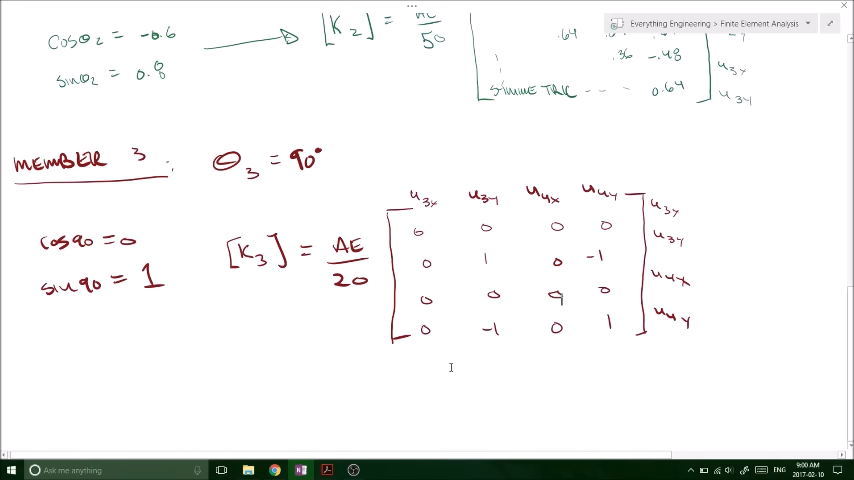 Everything Engineering > Finite Element Analysis
cosθ₂ = -0.6
[K₂] = AE/50
.64
sinθ₂ = 0.8
.36 -.48
u₃ₓ
SYMMETRIC - - - 0.64
u₃Y
MEMBER 3 : θ₃ = 90°
u₃ₓ u₃Y u₄ₓ u₄Y
cos90 = 0
sin90 = 1
[K₃] = AE/20
0 0 0 0 u₃ₓ
0 1 0 -1 u₃Y
0 0 0 0 u₄ₓ
0 -1 0 1 u₄Y
Ask me anything
ENG
9:00 AM
2017-02-10